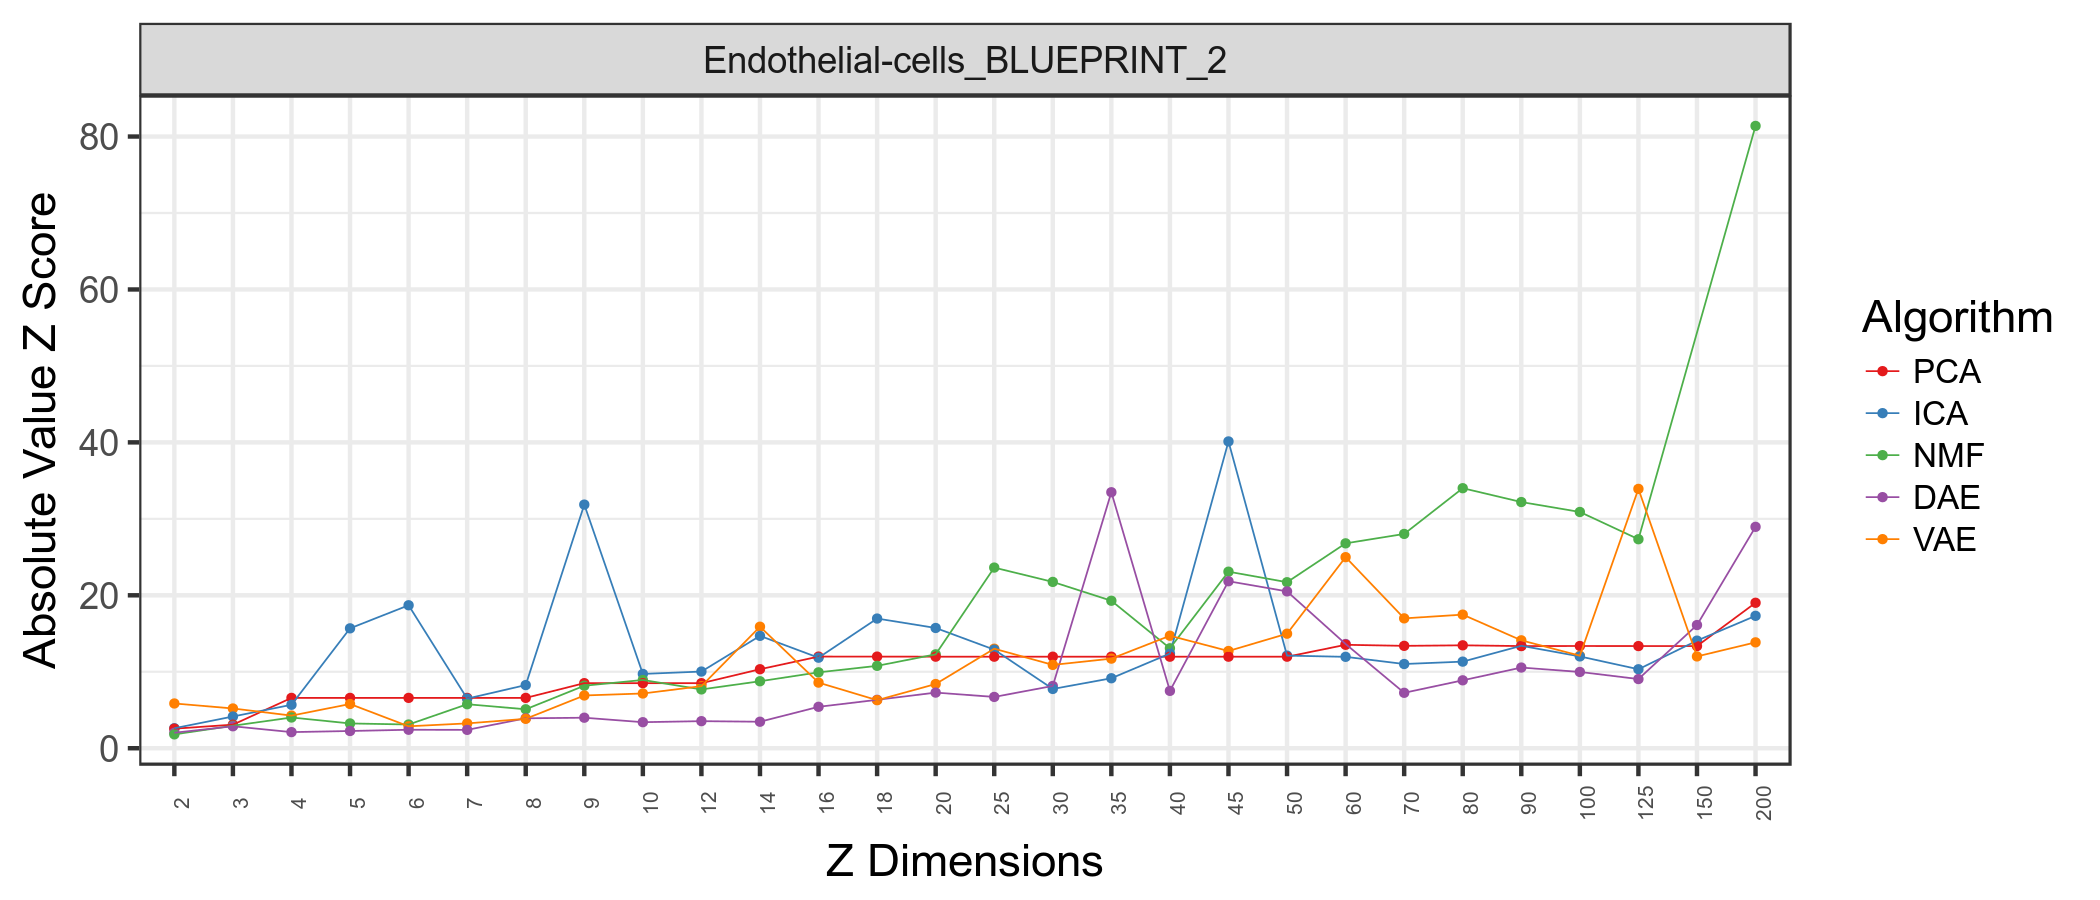 Endothelial-cells_BLUEPRINT_2
80
60
40
20
0
Absolute Value Z Score
2 3 4 5 6 7 8 9 10 12 14 16 18 20 25 30 35 40 45 50 60 70 80 90 100 125 150 200
Z Dimensions
Algorithm
PCA
ICA
NMF
DAE
VAE